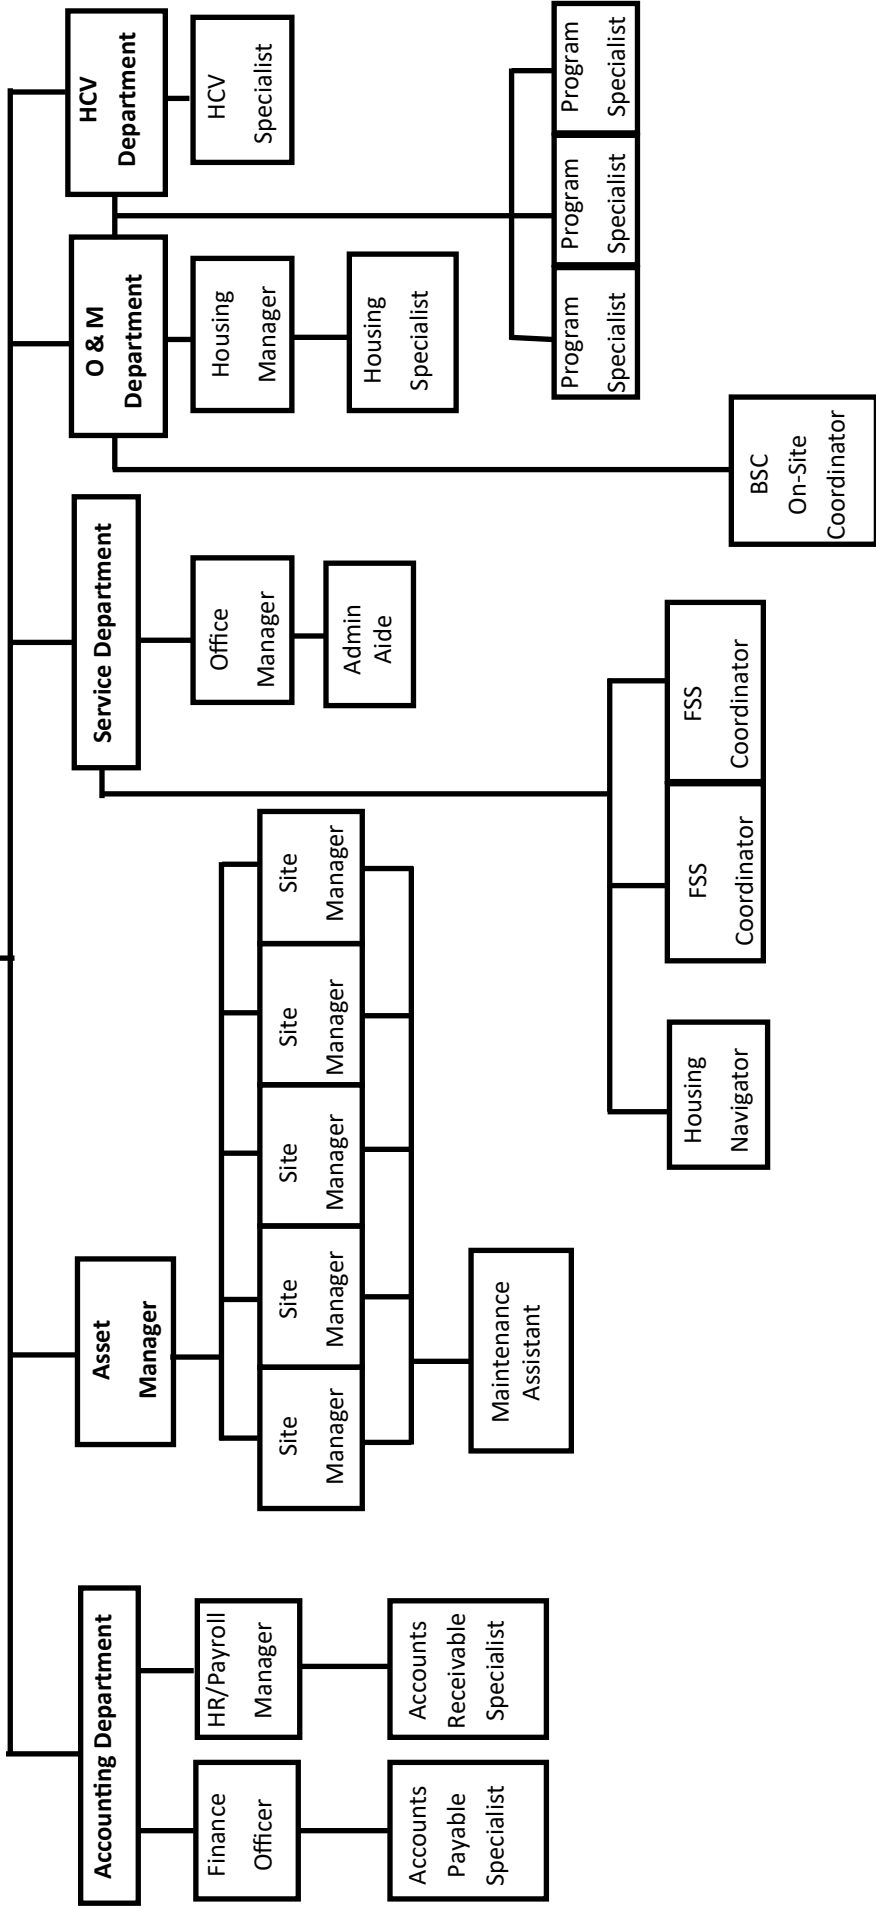 Accounting Department
Asset
Manager
Service Department
O & M
Department
HCV
Department
Finance
Officer
HR/Payroll
Manager
Office
Manager
Housing
Manager
HCV
Specialist
Site
Manager
Site
Manager
Site
Manager
Site
Manager
Site
Manager
Admin
Aide
Housing
Specialist
Accounts
Payable
Specialist
Accounts
Receivable
Specialist
Maintenance
Assistant
Program
Specialist
Program
Specialist
Program
Specialist
Housing
Navigator
FSS
Coordinator
FSS
Coordinator
BSC
On-Site
Coordinator